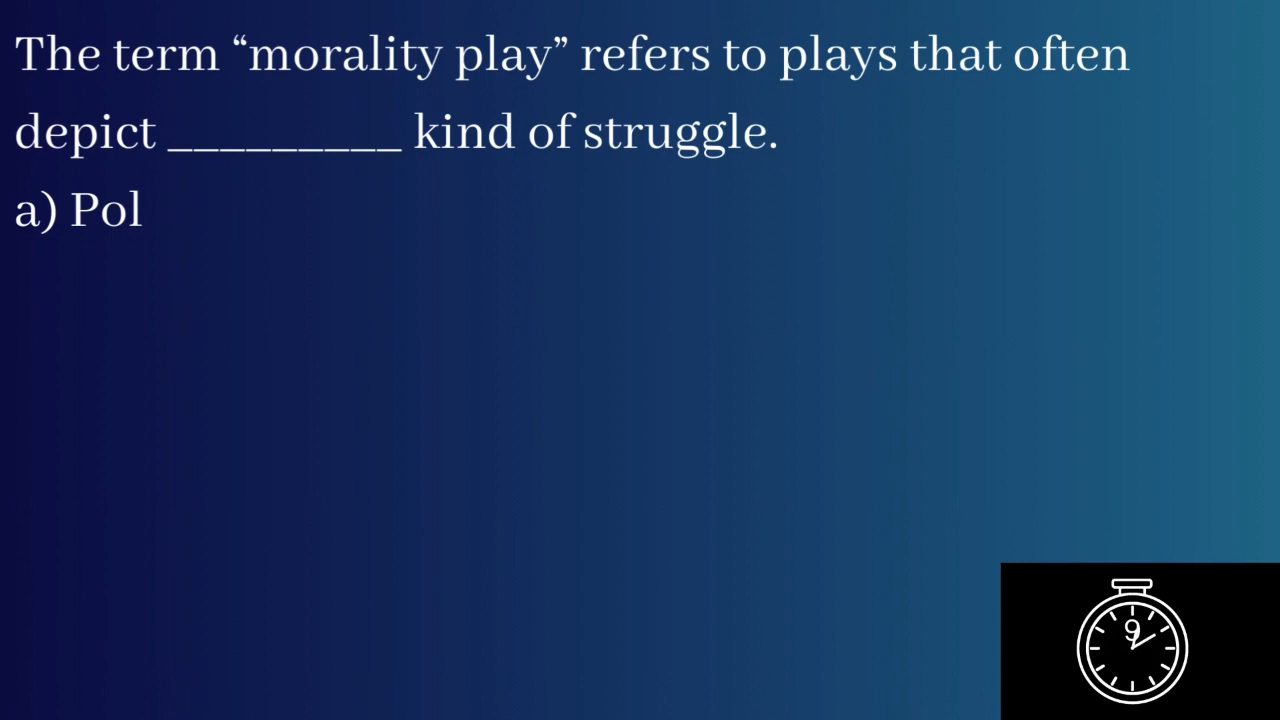 The term “morality play” refers to plays that often
depict _________ kind of struggle.
a) Pol
9